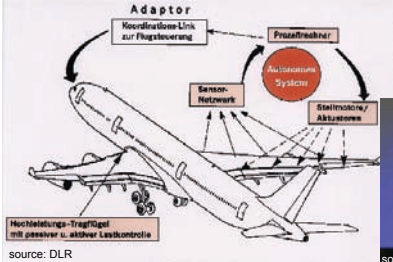 Adaptor
Koordinations-Link
zur Flugsteuerung
Prozeßrechner
Autonomes
System
Sensor-
Netzwerk
Stellmotore/
Aktuatoren
Hochleistungs-Tragflügel
mit passiver u. aktiver Lastkontrolle
source: DLR
so